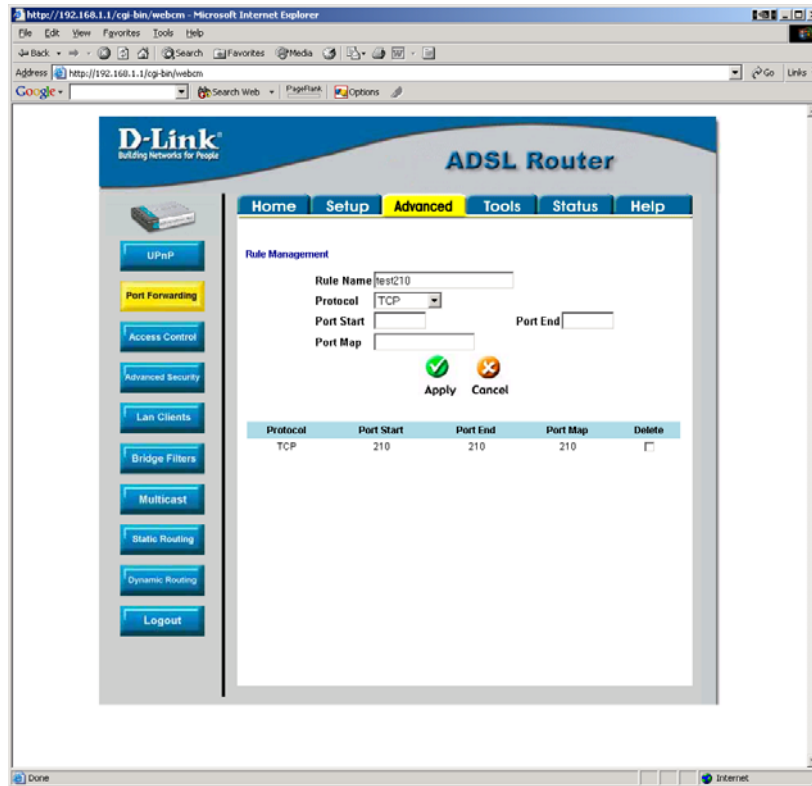 http://192.168.1.1/cgi-bin/webcm - Microsoft Internet Explorer
File Edit View Favorites Tools Help
Back Search Favorites Media
Address http://192.168.1.1/cgi-bin/webcm Go Links
Google Search Web PageRank Options
D-Link
Building Networks for People
ADSL Router
Home Setup Advanced Tools Status Help
UPnP
Port Forwarding
Access Control
Advanced Security
Lan Clients
Bridge Filters
Multicast
Static Routing
Dynamic Routing
Logout
Rule Management
Rule Name test210
Protocol TCP
Port Start Port End
Port Map
Apply Cancel
Protocol Port Start Port End Port Map Delete
TCP 210 210 210
Done Internet